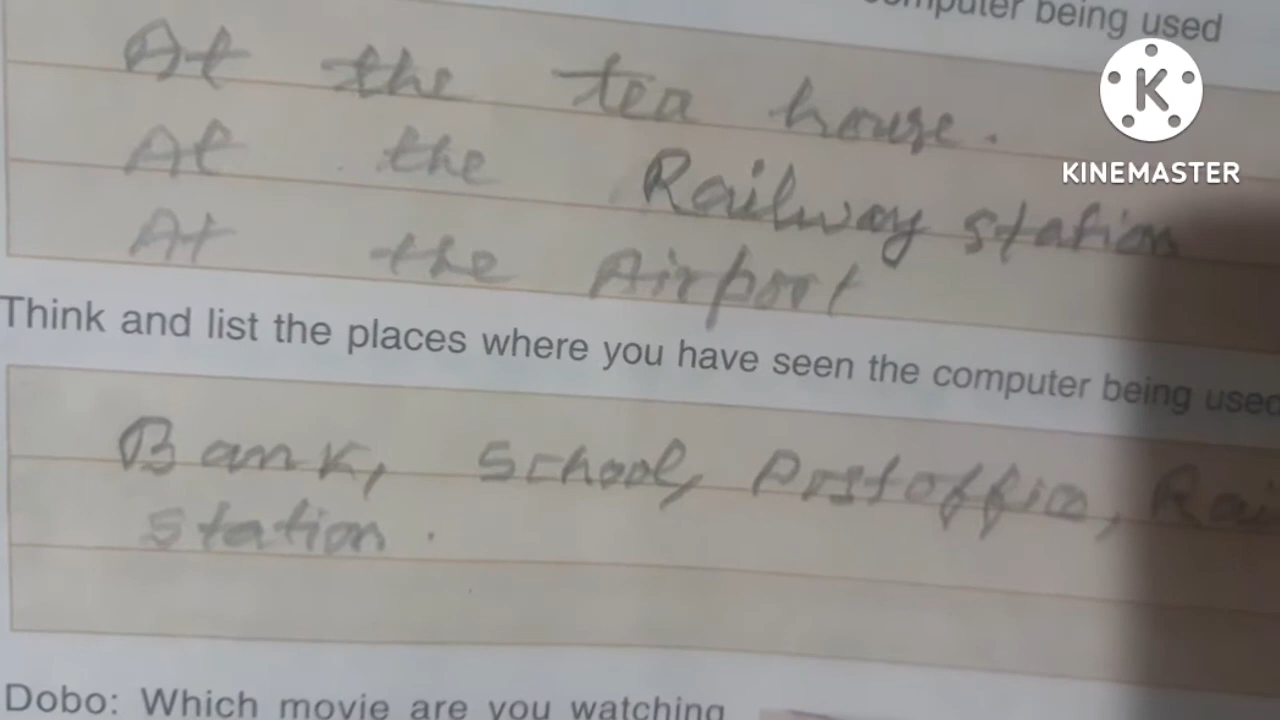 computer being used
At the tea house.
At the Railway station
At the Airport
Think and list the places where you have seen the computer being used
Bank, School, Postoffice,
station.
Dobo: Which movie are you watching
K
KINEMASTER